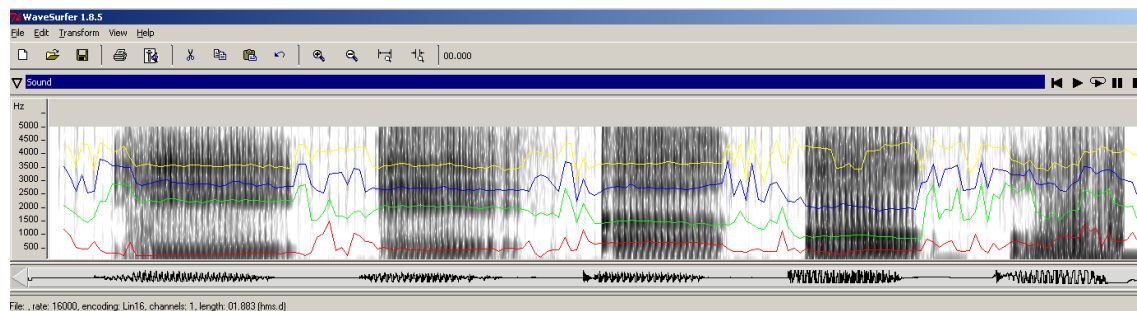 WaveSurfer 1.8.5
File Edit Transform View Help
00.000
Sound
Hz
5000
4000
3500
3000
2500
2000
1500
1000
500
File: , rate: 16000, encoding: Lin16, channels: 1, length: 01.883 (hms.d)